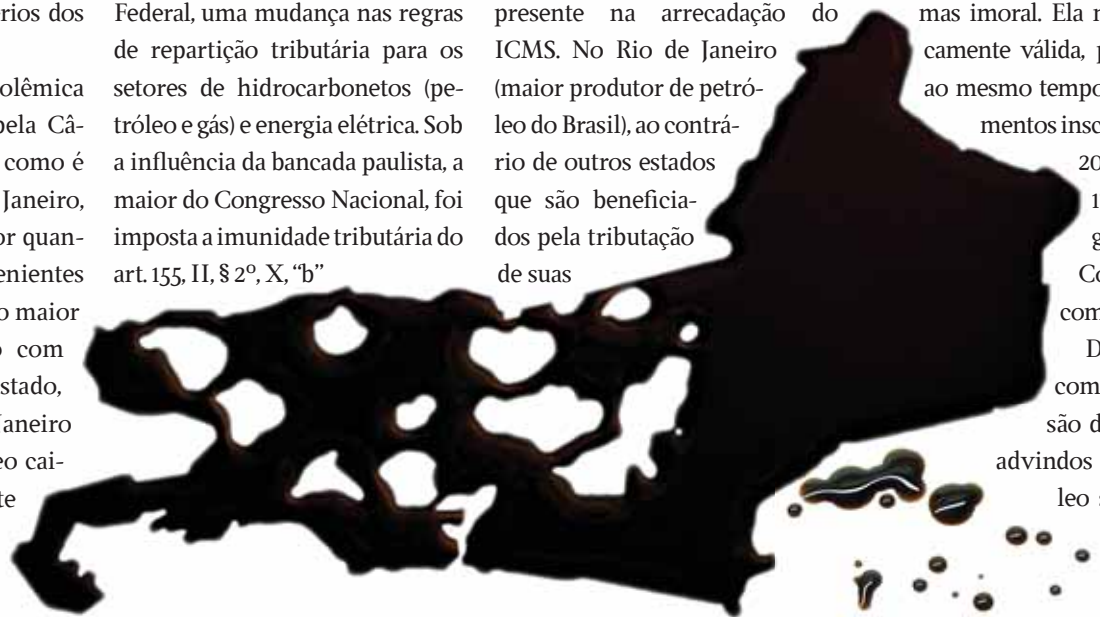 érios dos
olêmica
pela Câ-
como é
Janeiro,
or quan-
enientes
o maior
o com
stado,
aneiro
eo cai-
te
Federal, uma mudança nas regras
de repartição tributária para os
setores de hidrocarbonetos (pe-
tróleo e gás) e energia elétrica. Sob
a influência da bancada paulista, a
maior do Congresso Nacional, foi
imposta a imunidade tributária do
art. 155, II, § 2º, X, “b”
presente na arrecadação do
ICMS. No Rio de Janeiro
(maior produtor de petró-
leo do Brasil), ao contrá-
rio de outros estados
que são beneficia-
dos pela tributação
de suas
mas imoral. Ela
camente válida, p
ao mesmo tempo
mentos insc
20
1
g
Co
com
D
com
são d
advindos
leo s